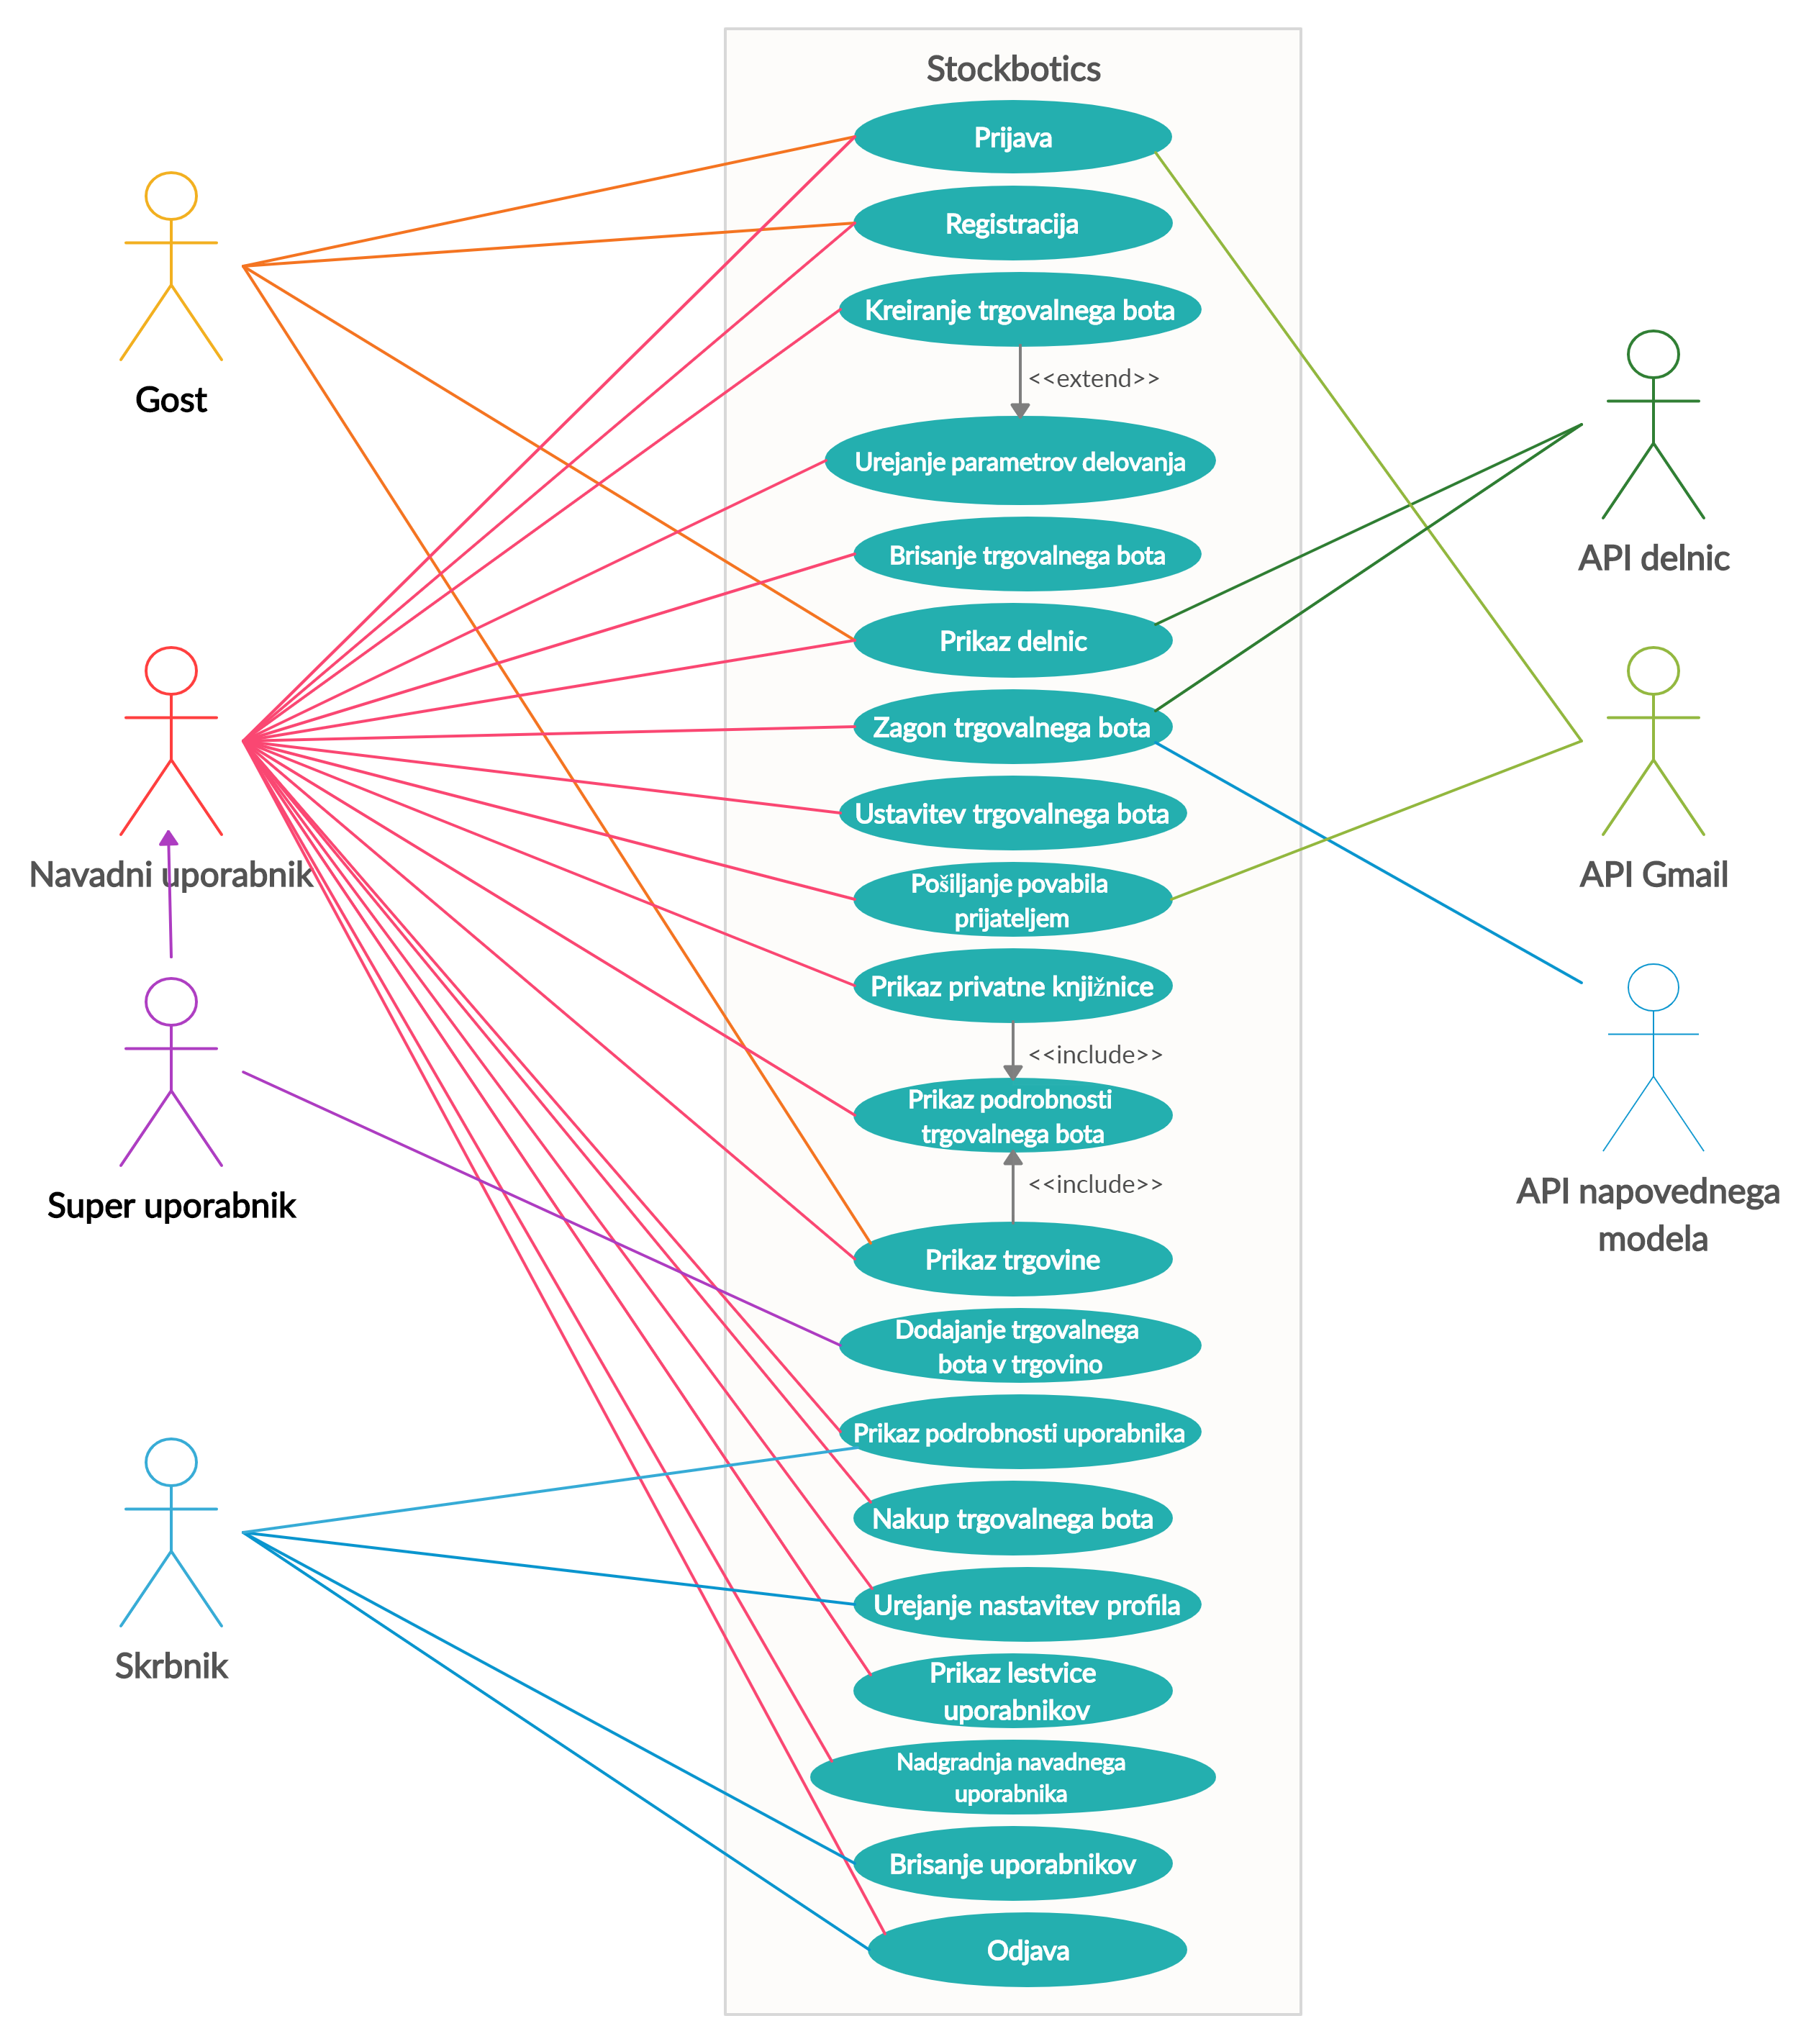 Stockbotics
Prijava
Registracija
Kreiranje trgovalnega bota
<<extend>>
Urejanje parametrov delovanja
Brisanje trgovalnega bota
Prikaz delnic
Zagon trgovalnega bota
Ustavitev trgovalnega bota
Pošiljanje povabila
prijateljem
Prikaz privatne knjižnice
<<include>>
Prikaz podrobnosti
trgovalnega bota
<<include>>
Prikaz trgovine
Dodajanje trgovalnega
bota v trgovino
Prikaz podrobnosti uporabnika
Nakup trgovalnega bota
Urejanje nastavitev profila
Prikaz lestvice
uporabnikov
Nadgradnja navadnega
uporabnika
Brisanje uporabnikov
Odjava
Gost
Navadni uporabnik
Super uporabnik
Skrbnik
API delnic
API Gmail
API napovednega
modela